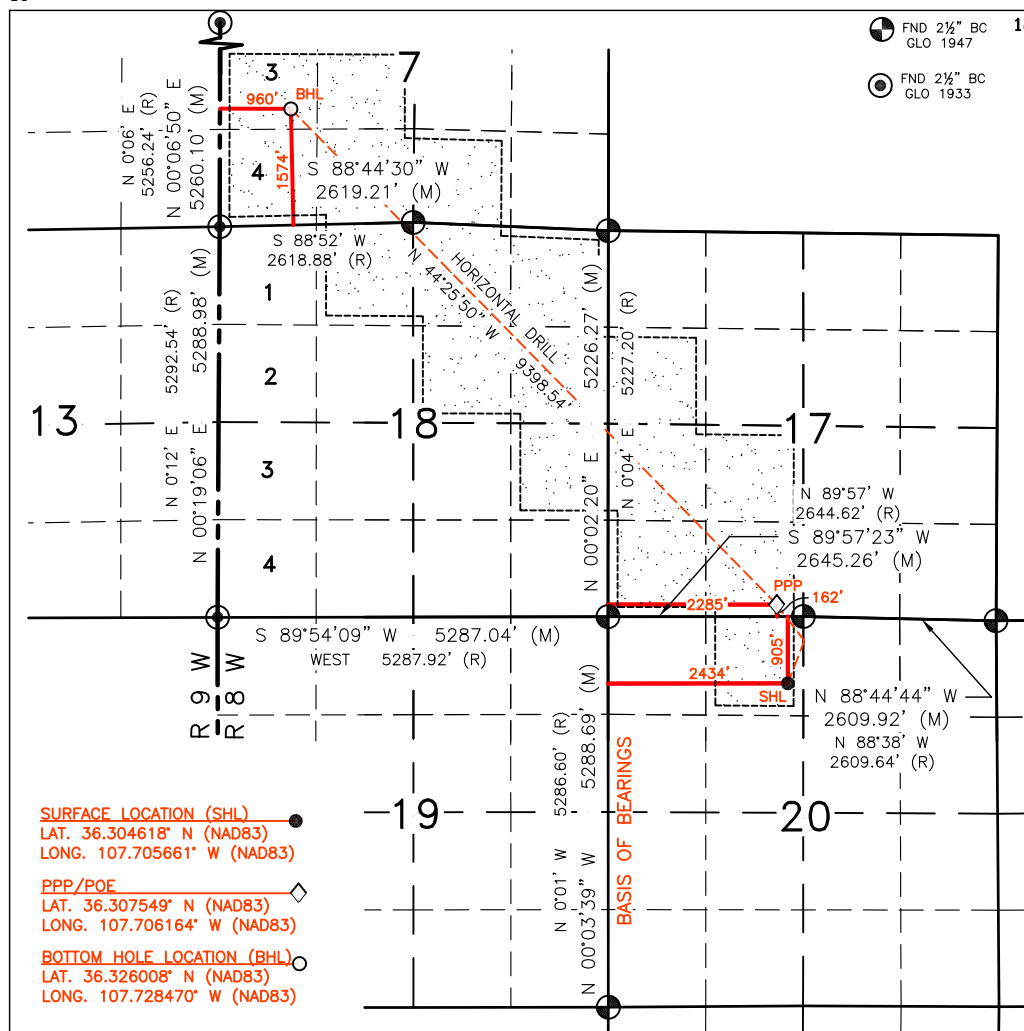 FND 2½" BC
GLO 1947
FND 2½" BC
GLO 1933
7
3
960'
BHL
N 0°06' E
5256.24' (R)
N 00°06'50" E
5260.10' (M)
4
1574'
S 88°44'30" W
2619.21' (M)
S 88°52' W
2618.88' (R)
HORIZONTAL DRILL
N 44°25'50" W 9398.54'
1
2
3
4
5292.54' (R)
5288.98' (M)
N 0°12' E
N 00°19'06" E
5226.27' (M)
5227.20' (R)
N 00°02'20" E
N 0°04' E
13
18
17
N 89°57' W
2644.62' (R)
S 89°57'23" W
2645.26' (M)
PPP
2285'
162'
S 89°54'09" W 5287.04' (M)
WEST 5287.92' (R)
905'
2434'
SHL
N 88°44'44" W
2609.92' (M)
N 88°38' W
2609.64' (R)
R 9 W
R 8 W
5286.60' (R)
5288.69' (M)
N 0°01' W
N 00°03'39" W
BASIS OF BEARINGS
19
20
SURFACE LOCATION (SHL)
LAT. 36.304618° N (NAD83)
LONG. 107.705661° W (NAD83)
PPP/POE
LAT. 36.307549° N (NAD83)
LONG. 107.706164° W (NAD83)
BOTTOM HOLE LOCATION (BHL)
LAT. 36.326008° N (NAD83)
LONG. 107.728470° W (NAD83)